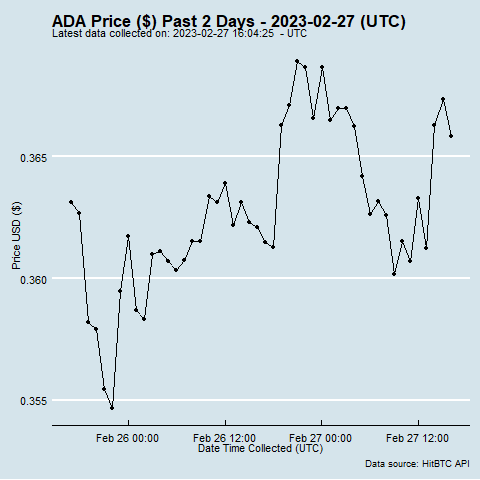 ADA Price ($) Past 2 Days - 2023-02-27 (UTC)
Latest data collected on: 2023-02-27 16:04:25 - UTC
0.365
0.360
0.355
Price USD ($)
Feb 26 00:00 Feb 26 12:00 Feb 27 00:00 Feb 27 12:00
Date Time Collected (UTC)
Data source: HitBTC API